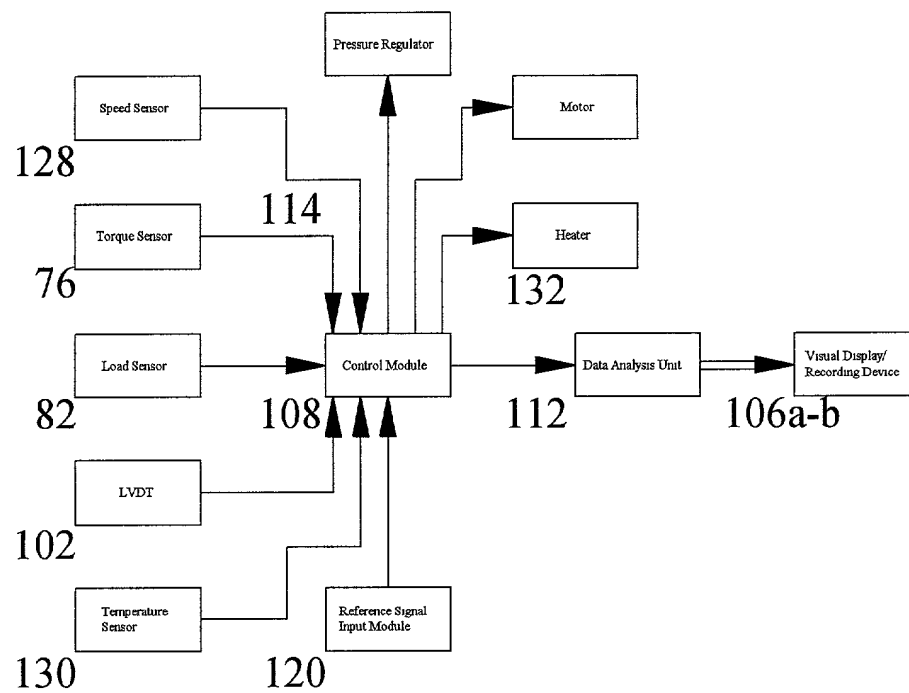 Pressure Regulator
Speed Sensor
Motor
128
114
Torque Sensor
Heater
76
132
Load Sensor
Control Module
Data Analysis Unit
Visual Display/
Recording Device
82
108
112
106a-b
LVDT
102
Temperature
Sensor
Reference Signal
Input Module
130
120